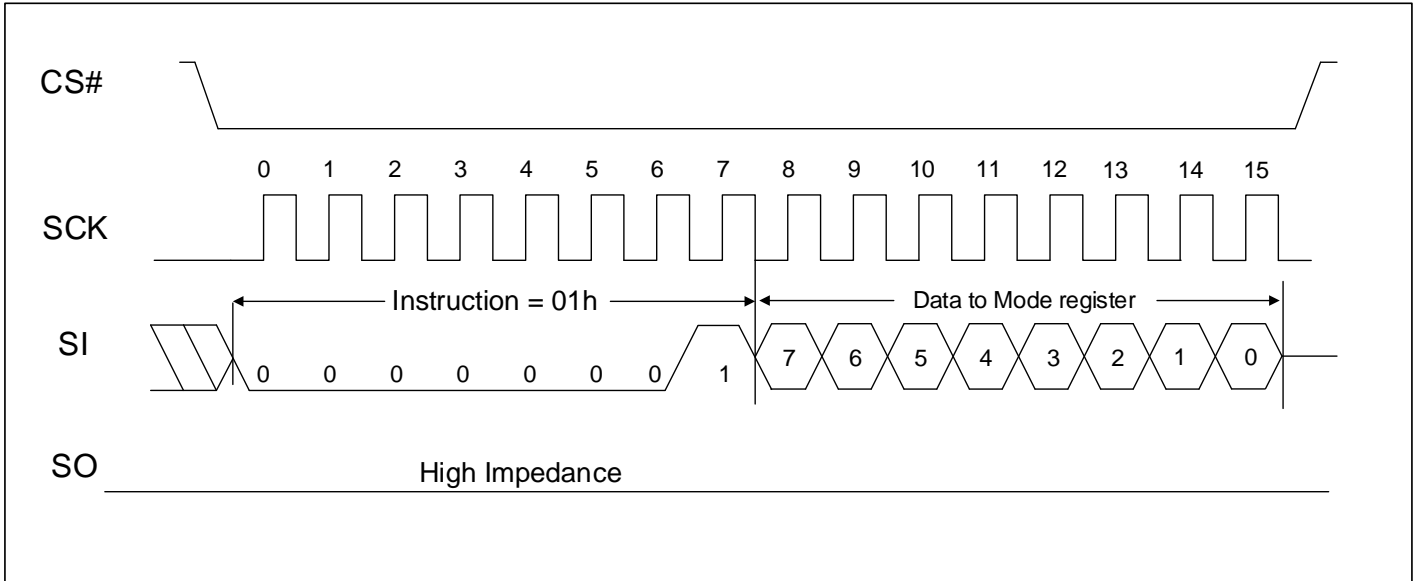 CS#
0 1 2 3 4 5 6 7 8 9 10 11 12 13 14 15
SCK
Instruction = 01h Data to Mode register
SI
0 0 0 0 0 0 0 1 7 6 5 4 3 2 1 0
SO
High Impedance